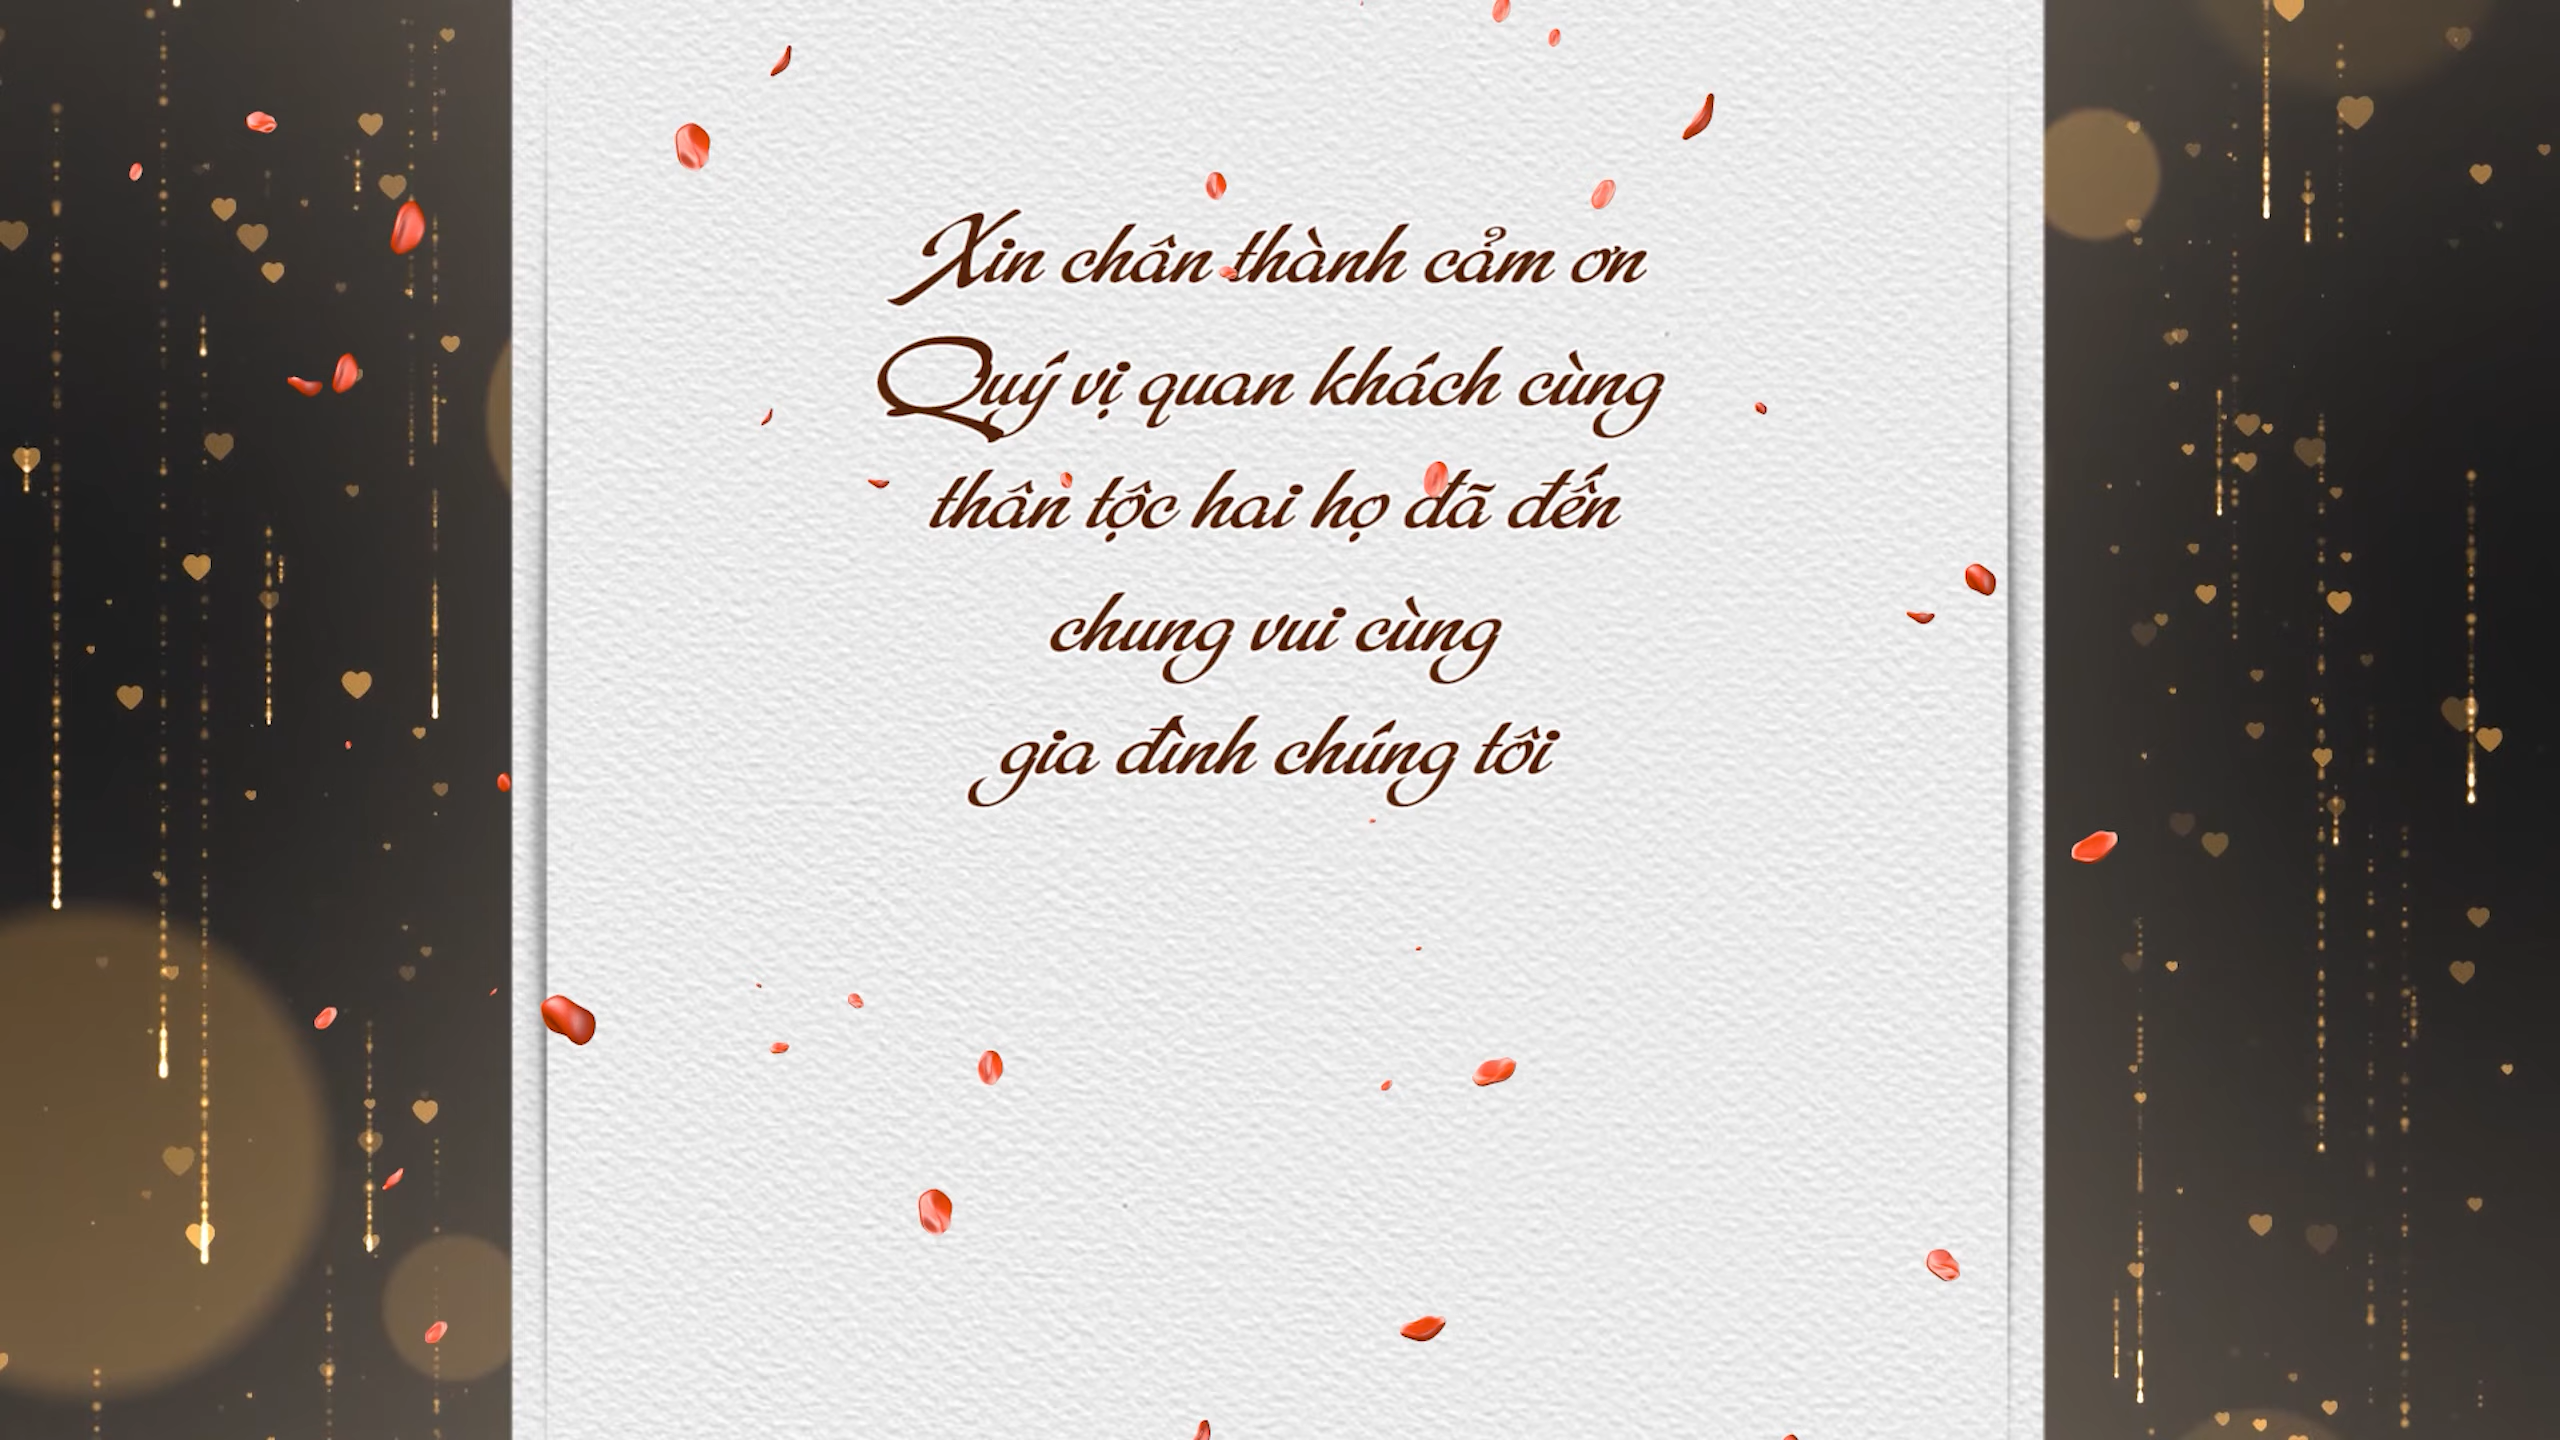 Xin chân thành cảm ơn
Quý vị quan khách cùng
thân tộc hai họ đã đến
chung vui cùng
gia đình chúng tôi